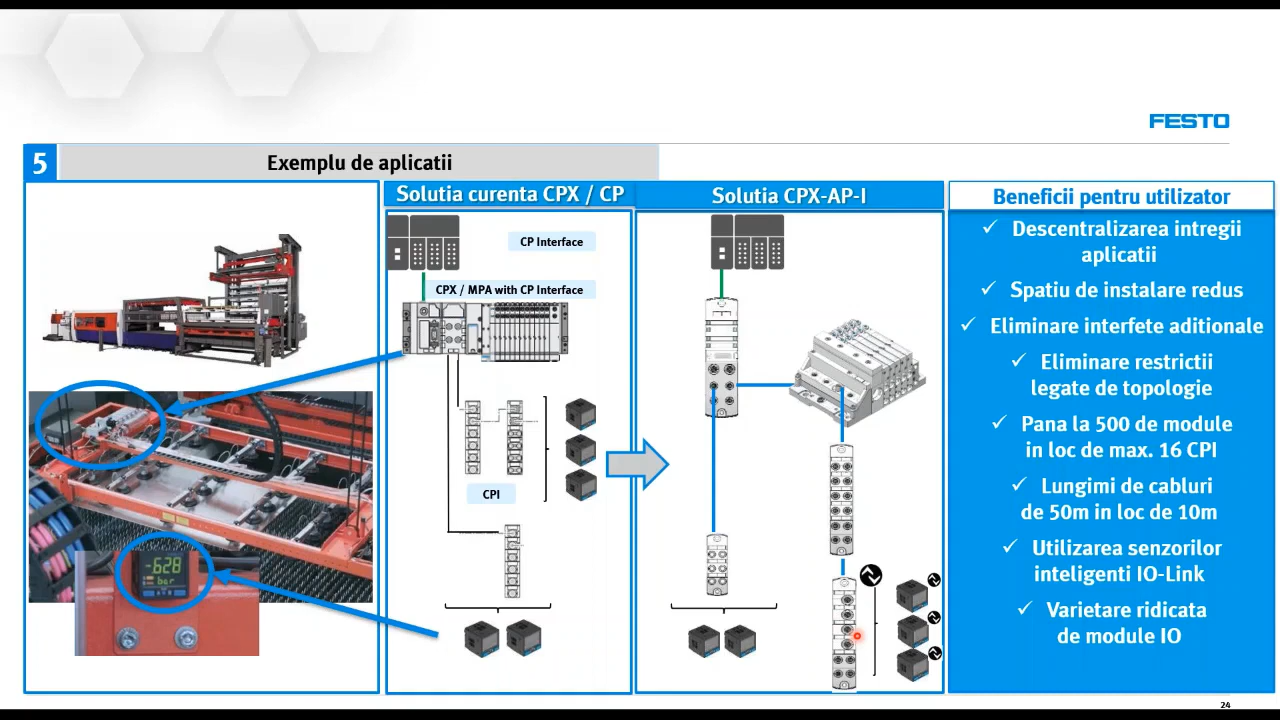 FESTO
5
Exemplu de aplicatii
Solutia curenta CPX / CP
Solutia CPX-AP-I
Beneficii pentru utilizator
CP Interface
CPX / MPA with CP Interface
CPI
-628
bar
✓ Descentralizarea intregii
aplicatii
✓ Spatiu de instalare redus
✓ Eliminare interfete aditionale
✓ Eliminare restrictii
legate de topologie
✓ Pana la 500 de module
in loc de max. 16 CPI
✓ Lungimi de cabluri
de 50m in loc de 10m
✓ Utilizarea senzorilor
inteligenti IO-Link
✓ Varietare ridicata
de module IO
24